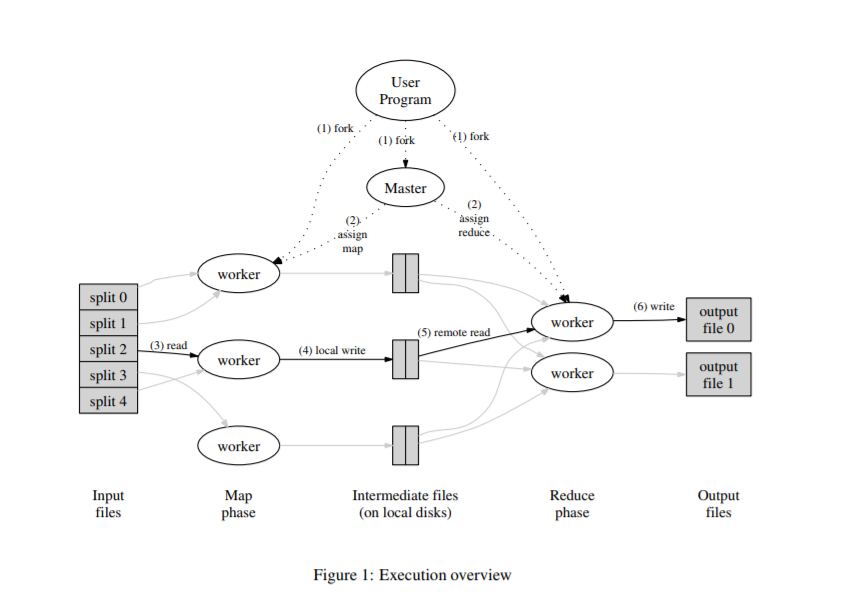 User
Program
(1) fork
(1) fork
(1) fork
Master
(2)
assign
map
(2)
assign
reduce
split 0
split 1
split 2
split 3
split 4
(3) read
worker
worker
worker
(4) local write
(5) remote read
worker
worker
(6) write
output
file 0
output
file 1
Input
files
Map
phase
Intermediate files
(on local disks)
Reduce
phase
Output
files
Figure 1: Execution overview